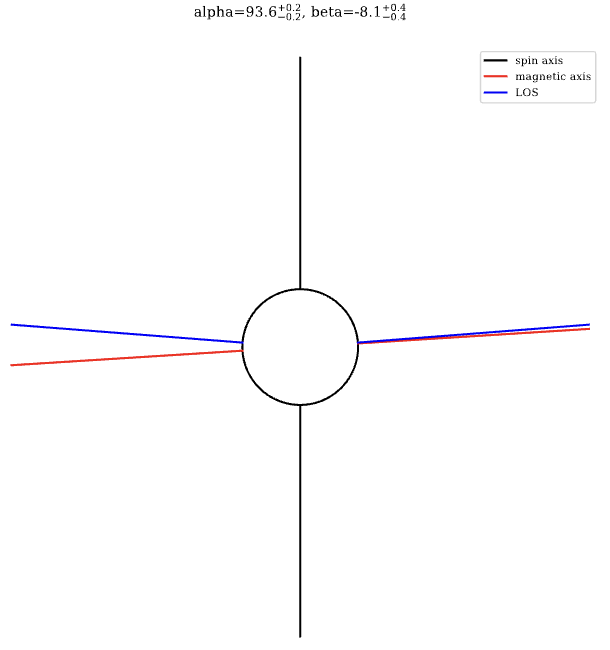 alpha=93.6$^{+0.2}_{-0.2}$, beta=-8.1$^{+0.4}_{-0.4}$
spin axis
magnetic axis
LOS